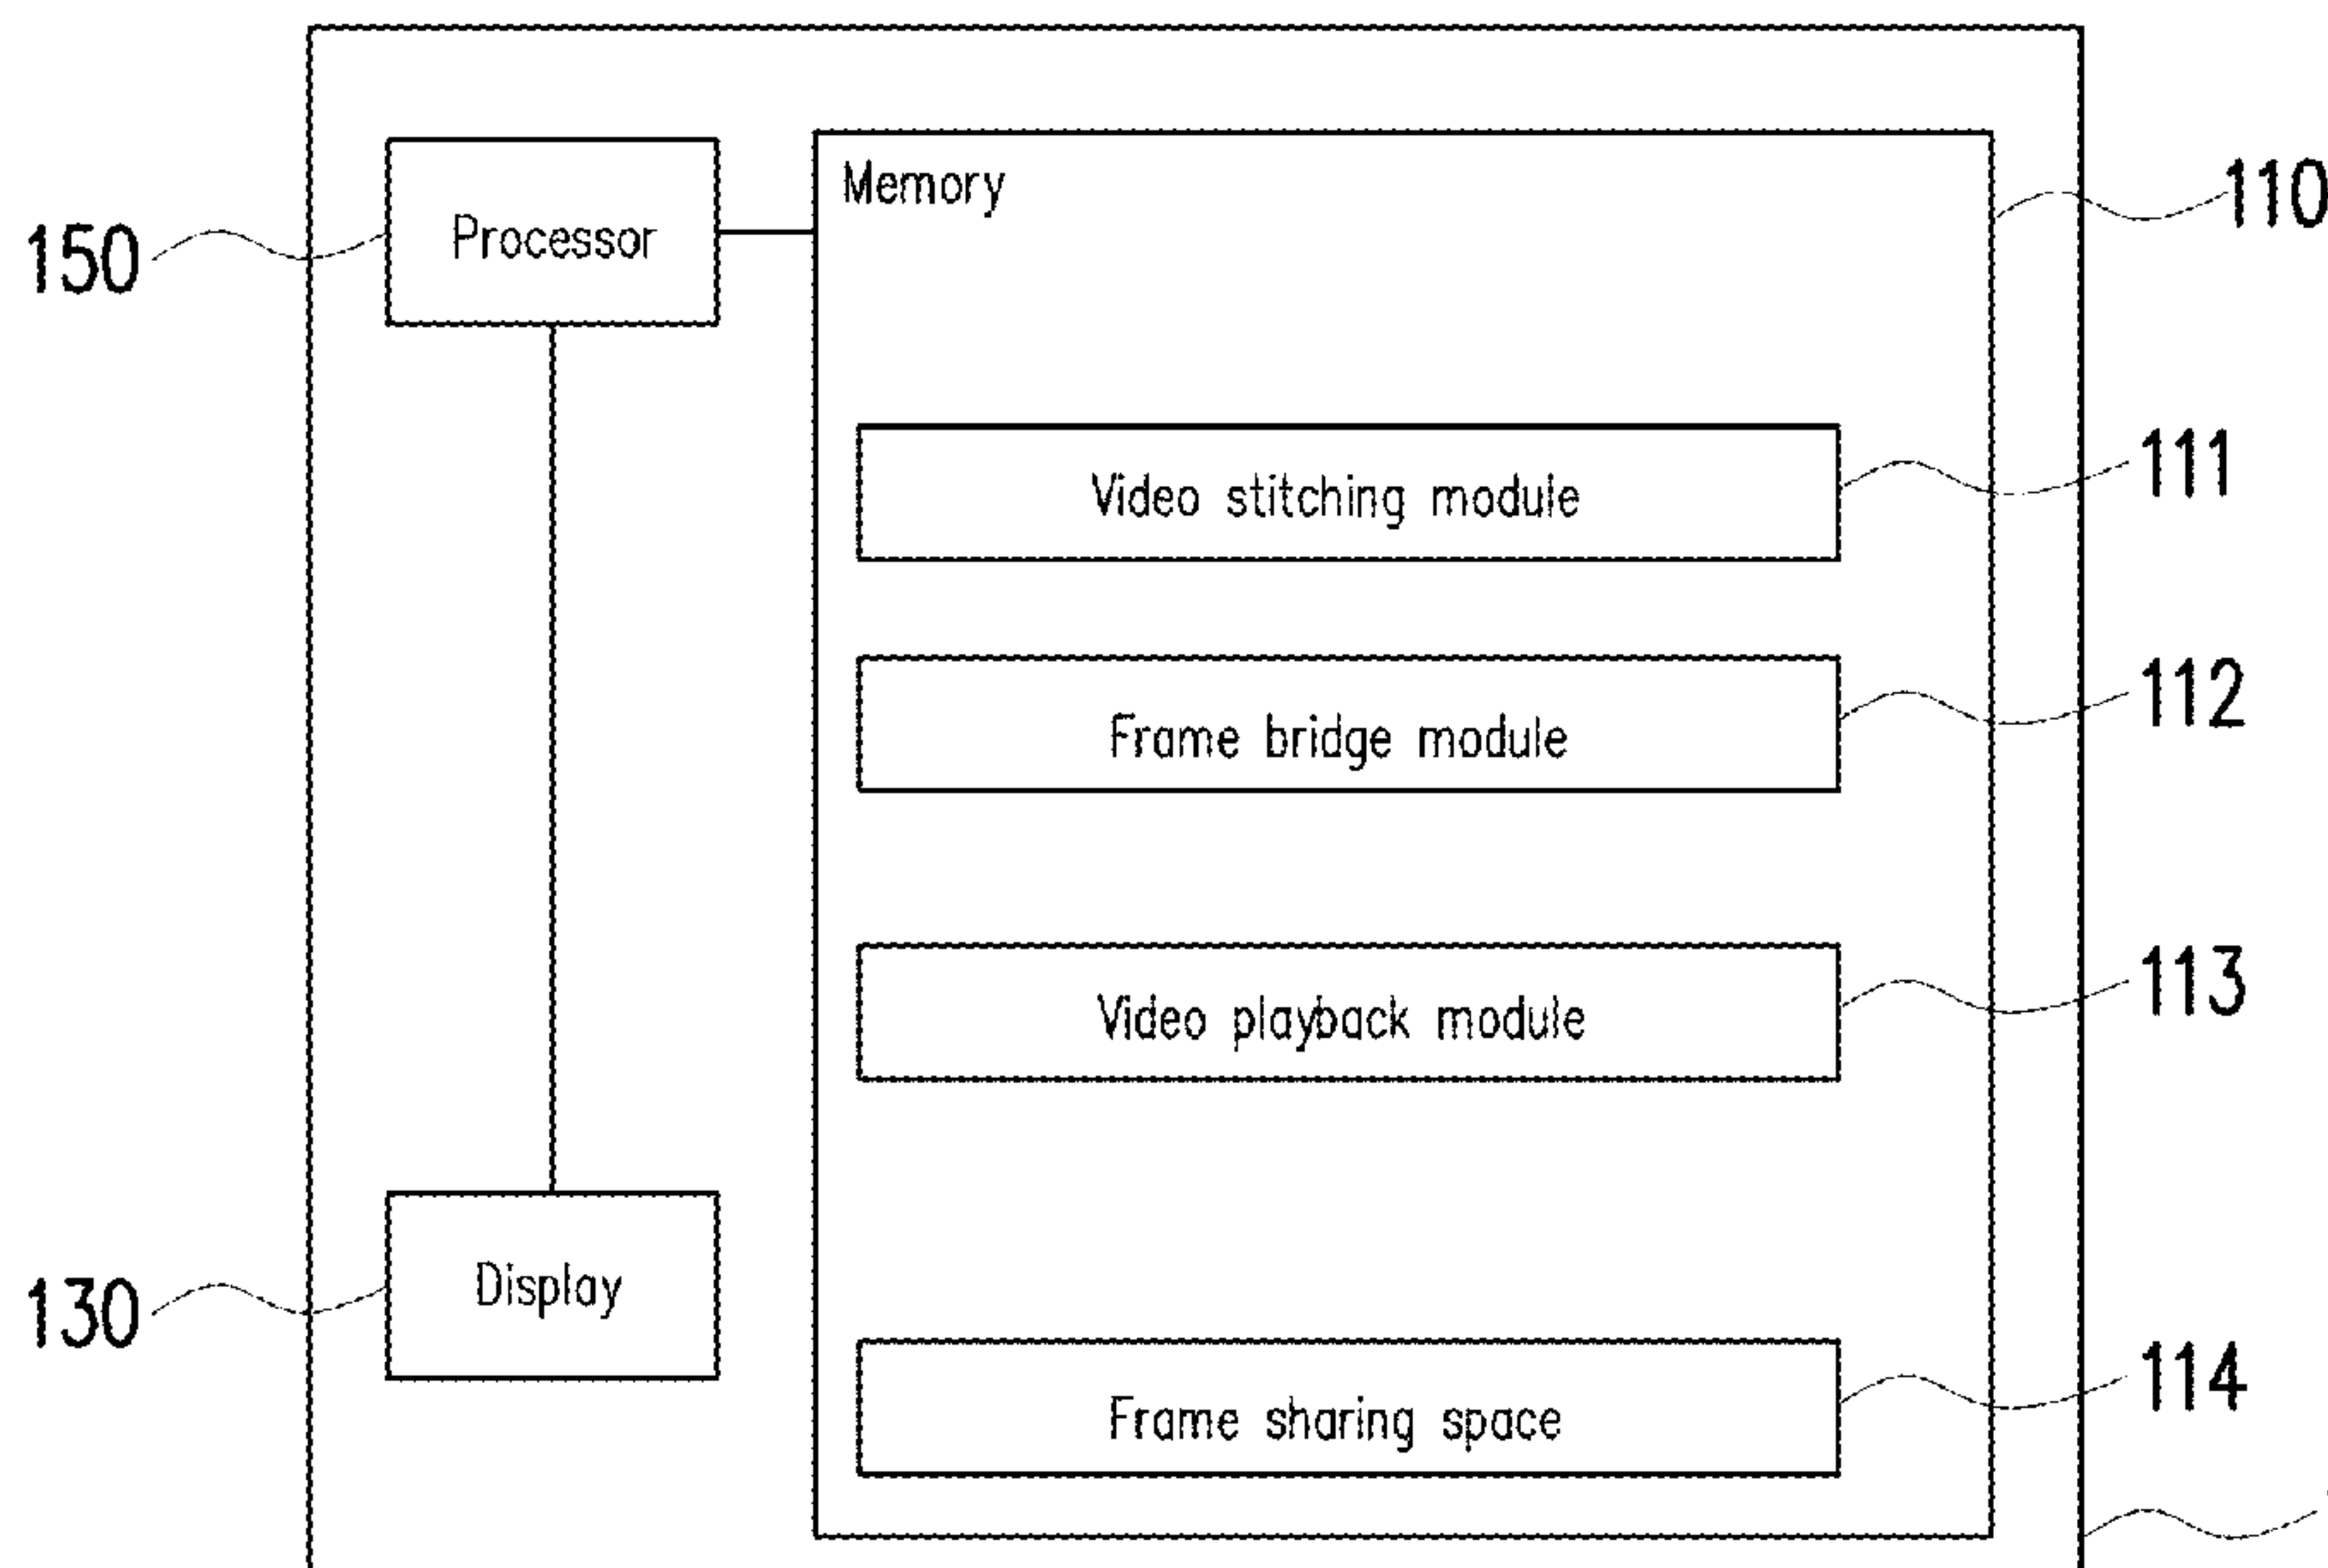 Memory
110
150
Processor
Video stitching module
111
Frame bridge module
112
Video playback module
113
130
Display
Frame sharing space
114